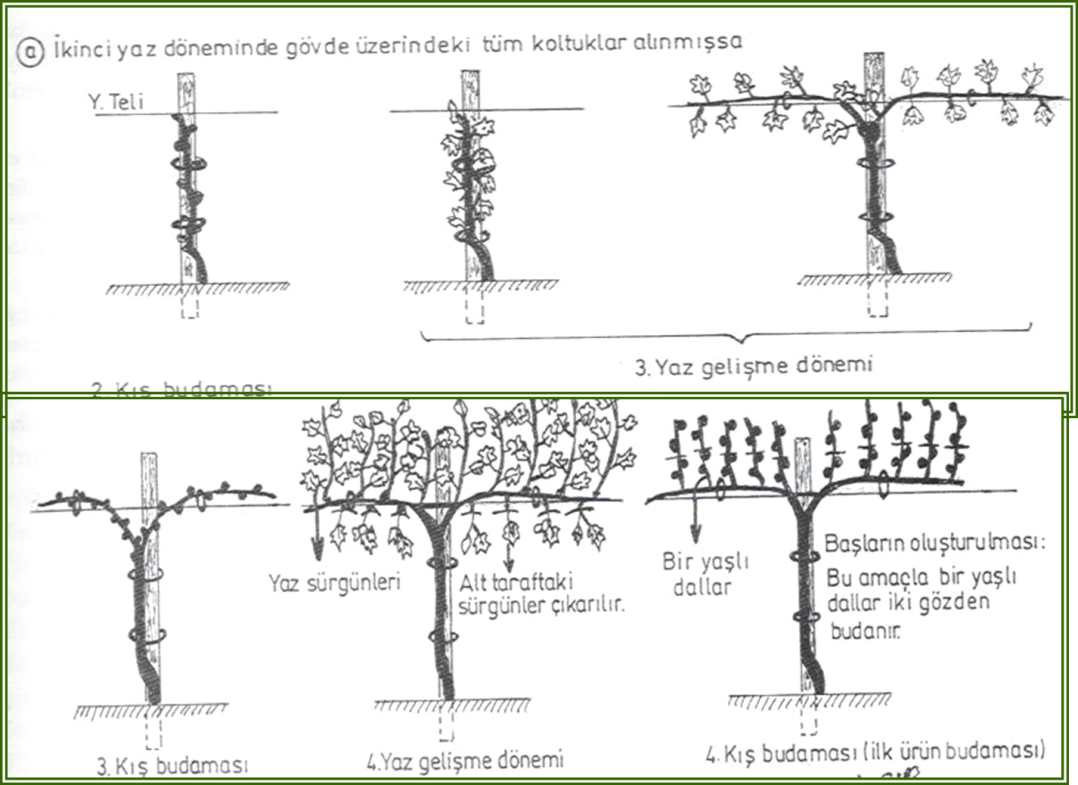 a İkinci yaz döneminde gövde üzerindeki tüm koltuklar alınmışsa
Y. Teli
3. Yaz gelişme dönemi
2. Kış budaması
Yaz sürgünleri
Alt taraftaki
sürgünler çıkarılır.
Bir yaşlı
dallar
Başların oluşturulması:
Bu amaçla bir yaşlı
dallar iki gözden
budanır.
3. Kış budaması
4.Yaz gelişme dönemi
4. Kış budaması (ilk ürün budaması)